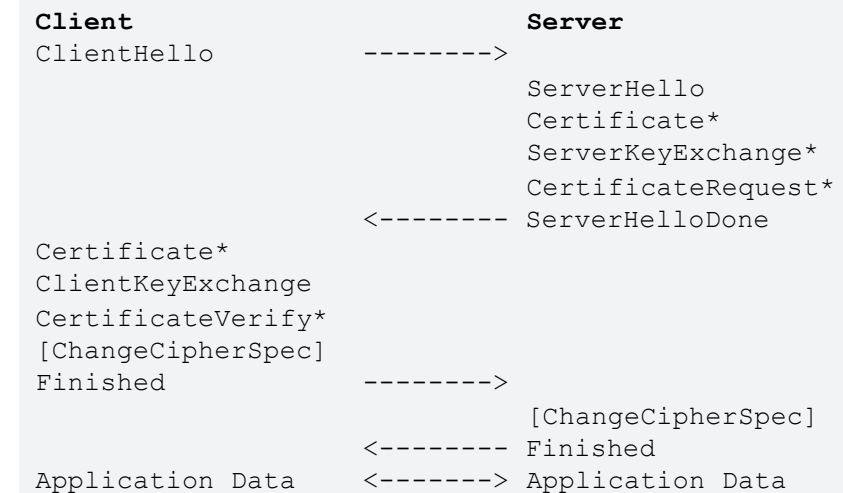 Client                                Server
ClientHello              -------->
                                      ServerHello
                                      Certificate*
                                      ServerKeyExchange*
                                      CertificateRequest*
                         <--------    ServerHelloDone
Certificate*
ClientKeyExchange
CertificateVerify*
[ChangeCipherSpec]
Finished                 -------->
                                      [ChangeCipherSpec]
                         <--------    Finished
Application Data         <------->    Application Data